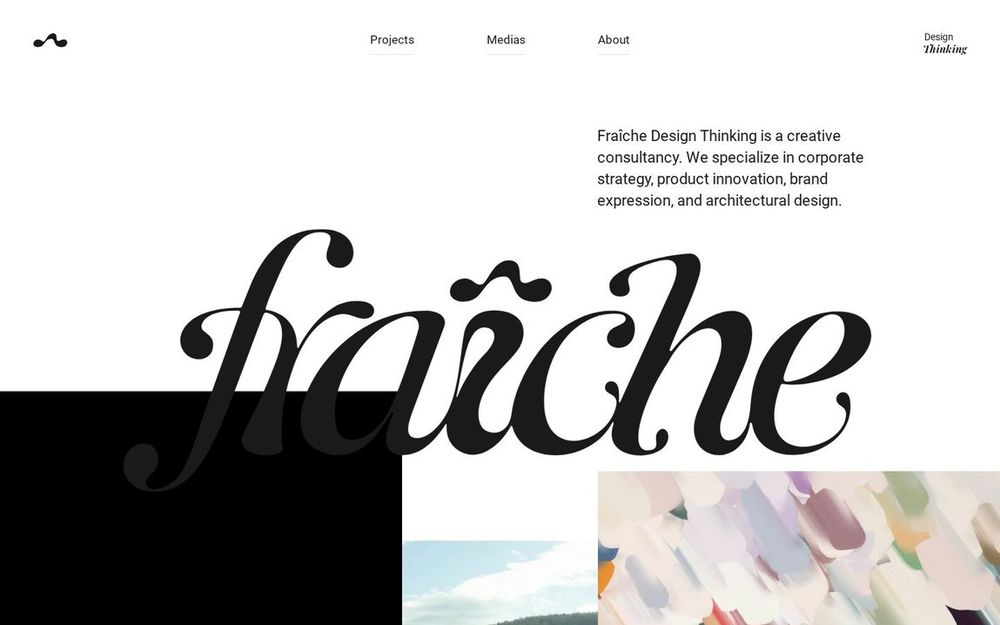 Projects
Medias
About
Design
Thinking
Fraîche Design Thinking is a creative
consultancy. We specialize in corporate
strategy, product innovation, brand
expression, and architectural design.
fraîche